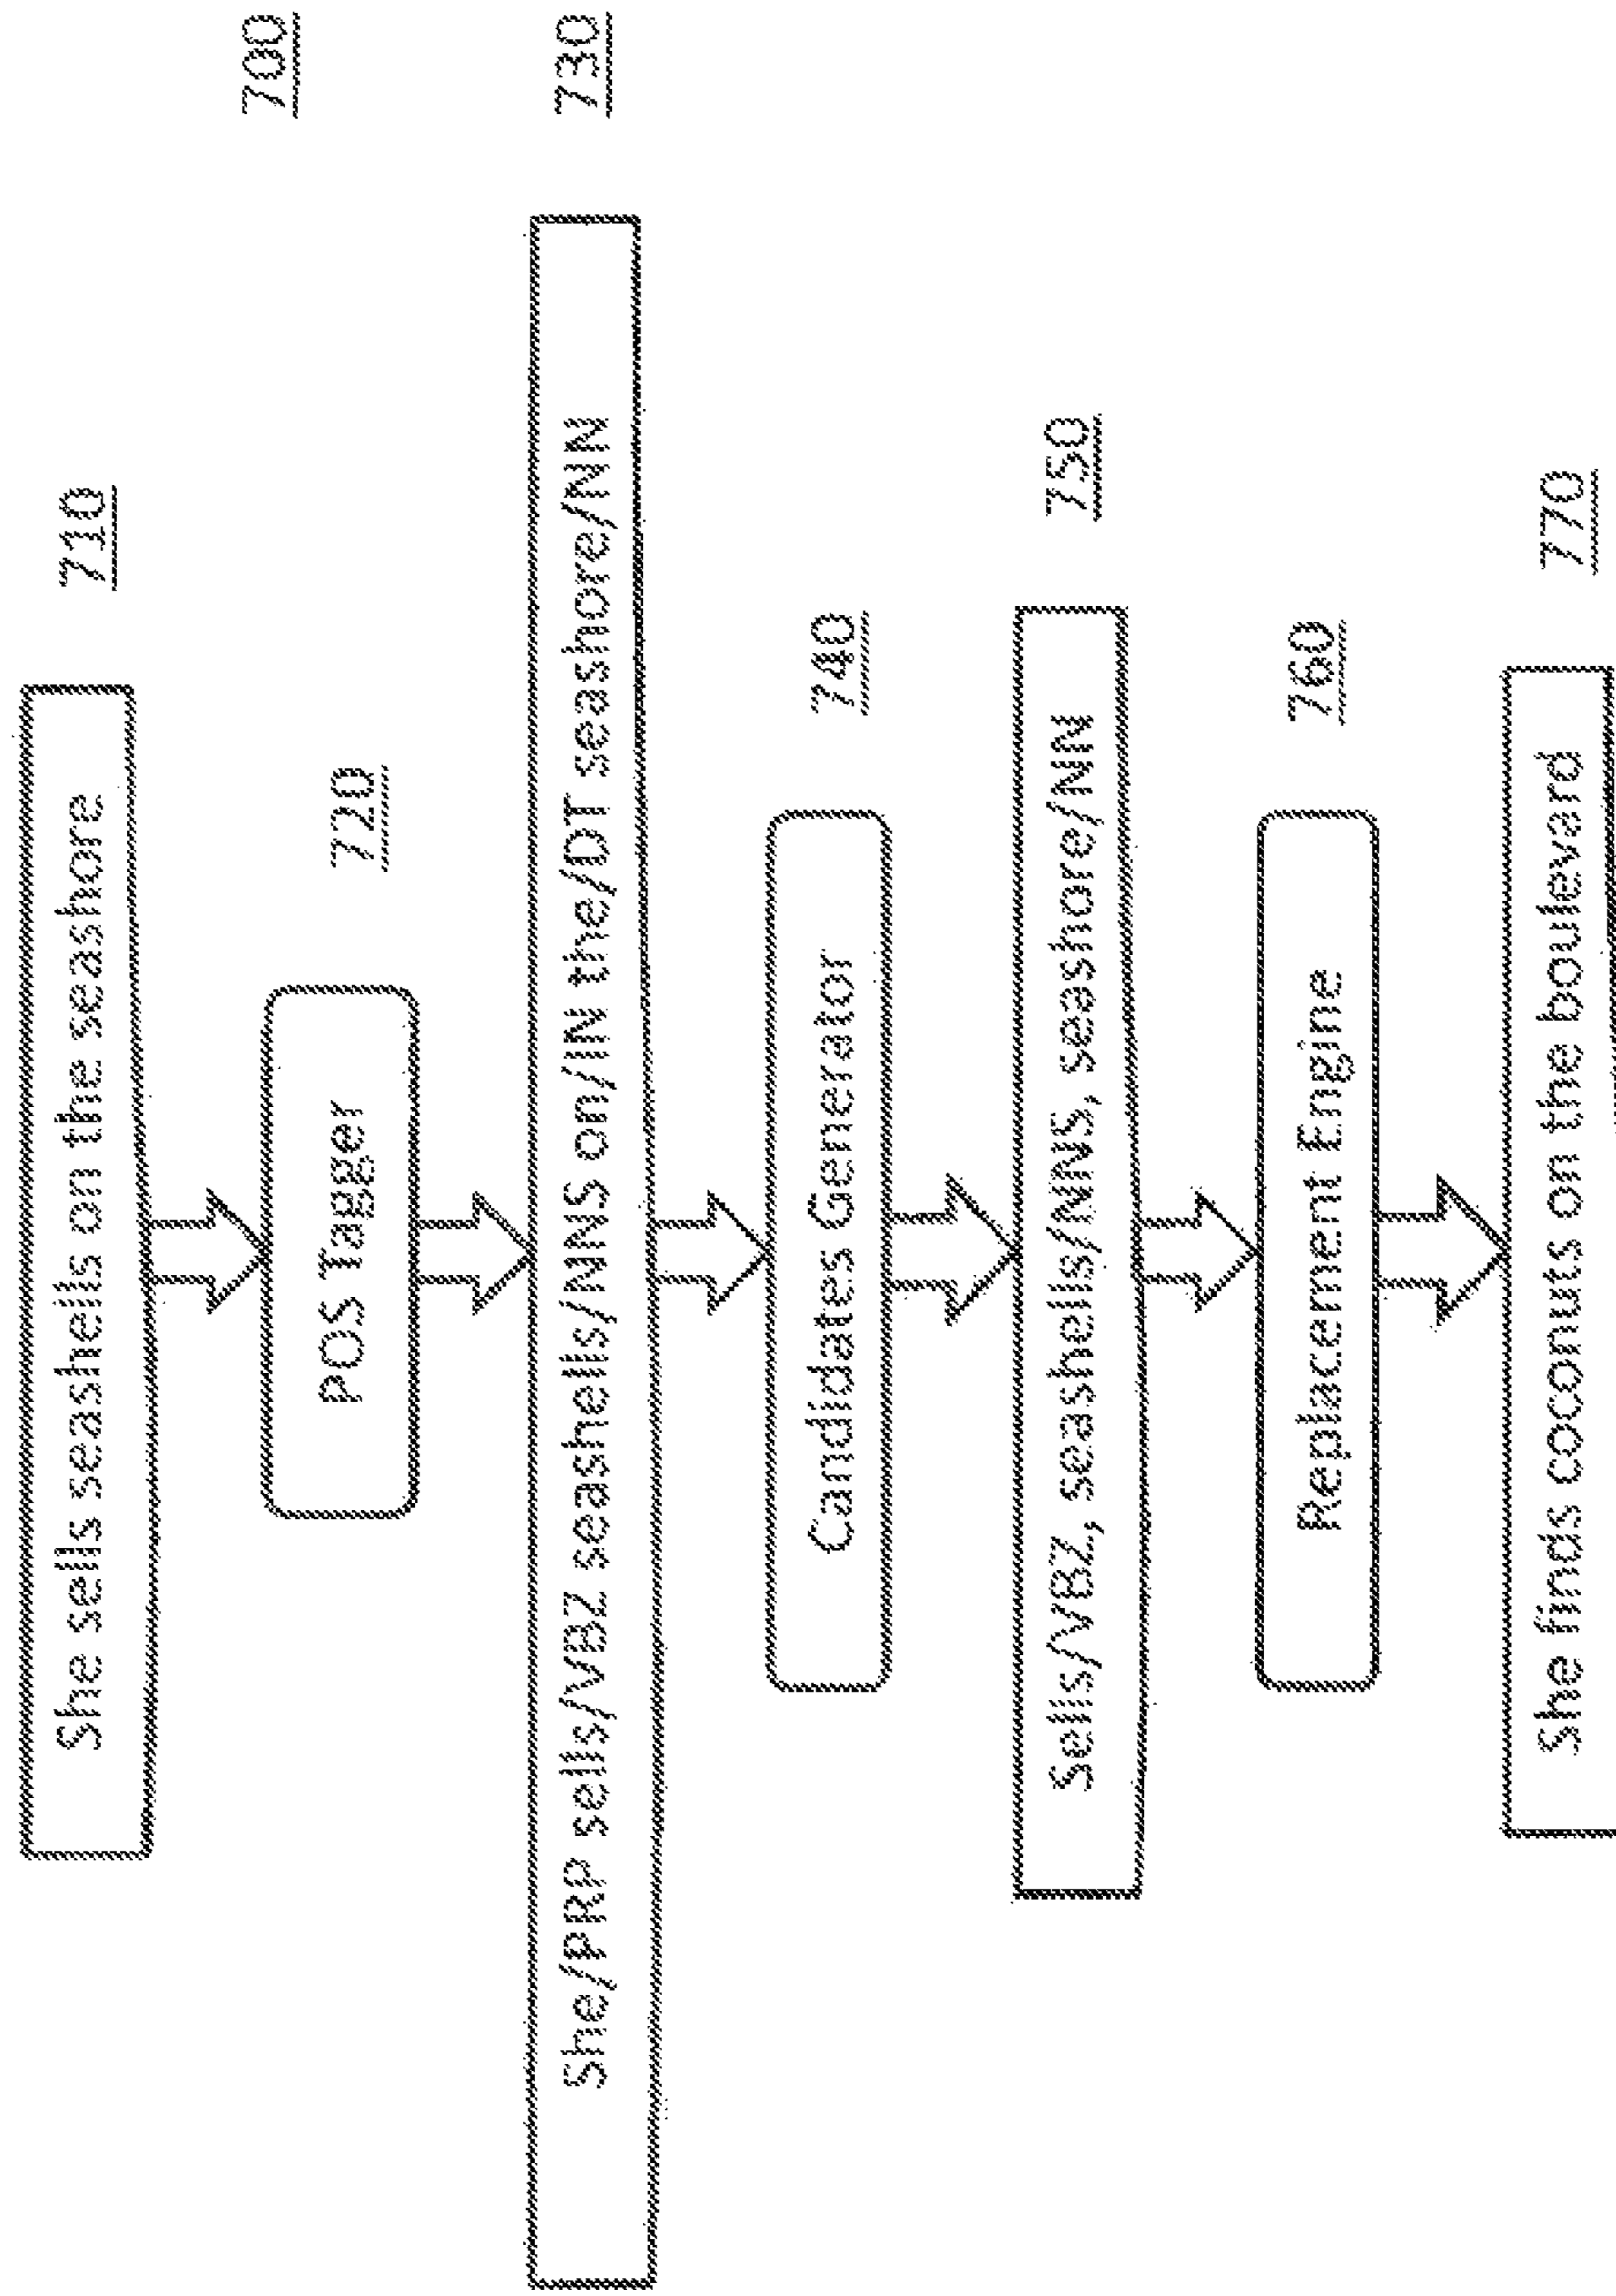 700
She sells seashells on the seashore 710
POS Tagger 720
She/PRP sells/VBZ seashells/NNS on/IN the/DT seashore/NN 730
Candidates Generator 740
Sells/VBZ, seashells/NNS, seashore/NN 750
Replacement Engine 760
She finds coconuts on the boulevard 770